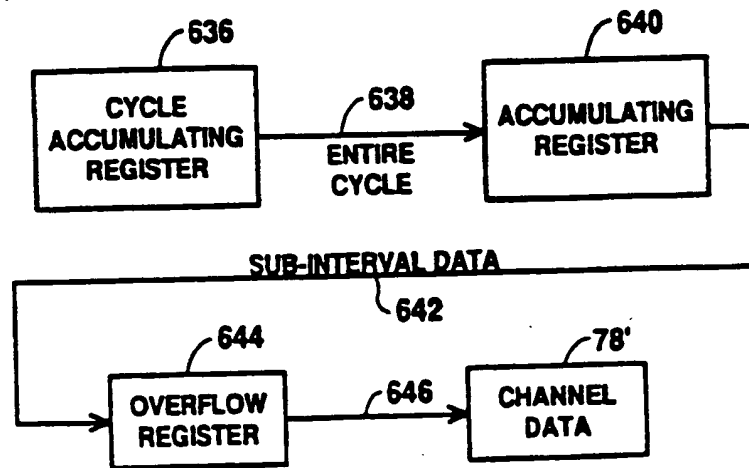 636
640
CYCLE
ACCUMULATING
REGISTER
638
ENTIRE
CYCLE
ACCUMULATING
REGISTER
SUB-INTERVAL DATA
642
644
78'
OVERFLOW
REGISTER
646
CHANNEL
DATA